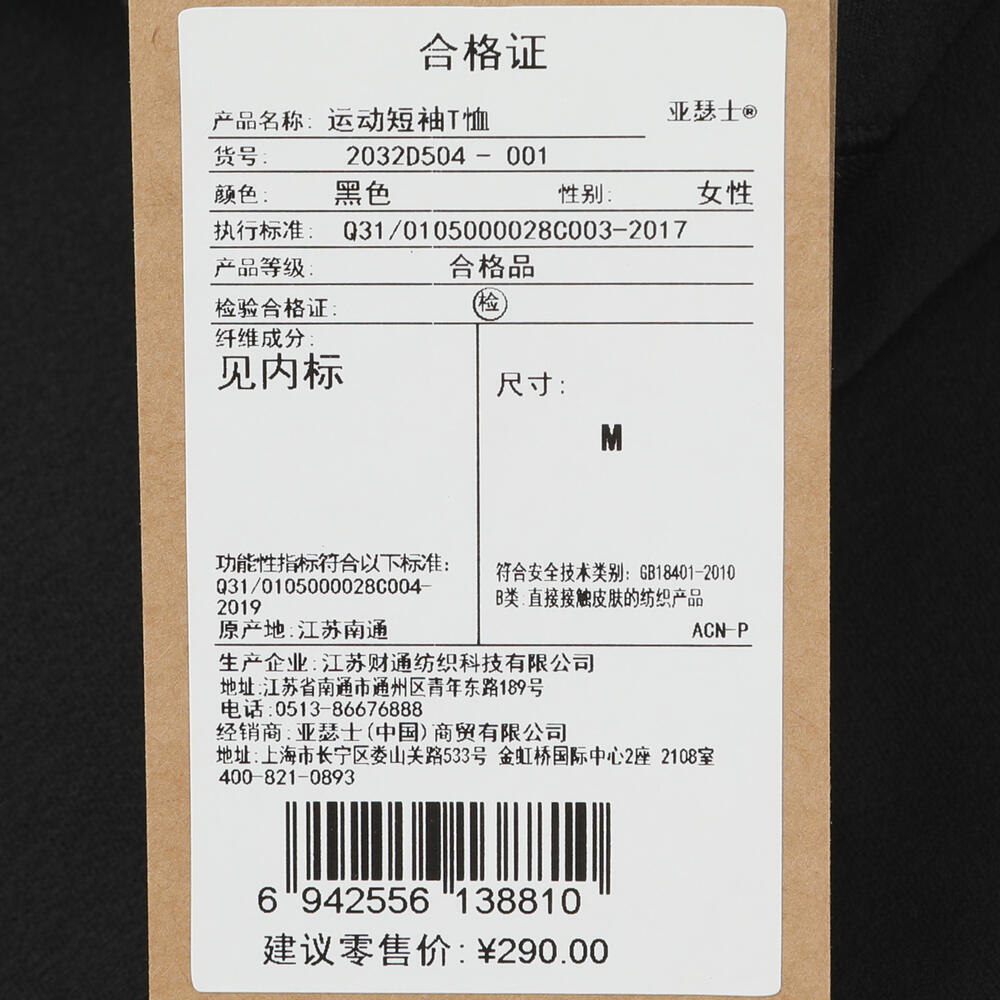 合格证
产品名称: 运动短袖T恤 亚瑟士®
货号: 2032D504 - 001
颜色: 黑色 性别: 女性
执行标准: Q31/0105000028C003-2017
产品等级: 合格品
检验合格证: 检
纤维成分:
见内标
尺寸:
M
功能性指标符合以下标准:
Q31/0105000028C004-
2019
原产地:江苏南通
符合安全技术类别: GB18401-2010
B类:直接接触皮肤的纺织产品
ACN-P
生产企业:江苏财通纺织科技有限公司
地址:江苏省南通市通州区青年东路189号
电话:0513-86676888
经销商:亚瑟士(中国)商贸有限公司
地址:上海市长宁区娄山关路533号 金虹桥国际中心2座 2108室
400-821-0893
6 942556 138810
建议零售价: ¥290.00